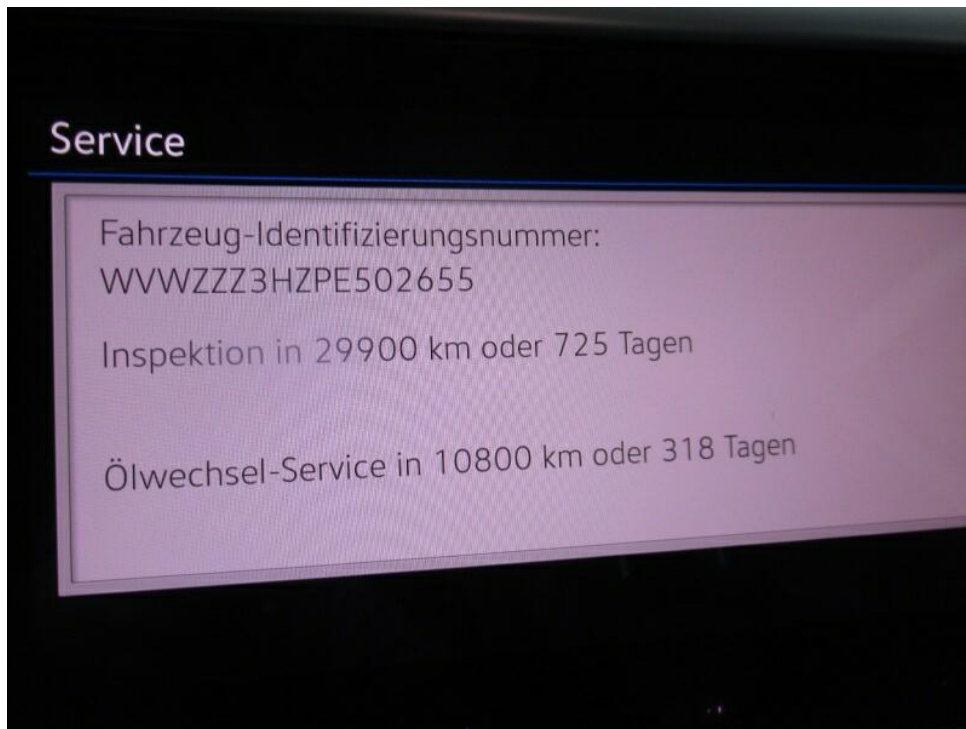 Service
Fahrzeug-Identifizierungsnummer:
WVWZZZ3HZPE502655
Inspektion in 29900 km oder 725 Tagen
Ölwechsel-Service in 10800 km oder 318 Tagen